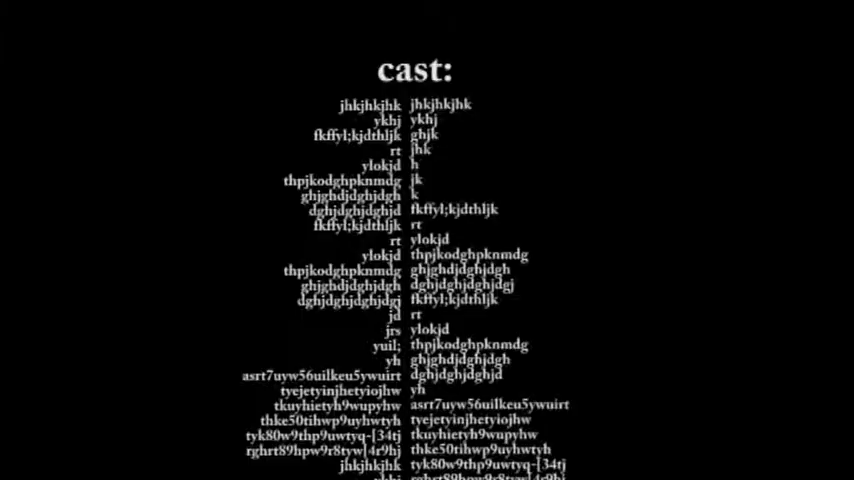 cast:
jhkjhkjhk jhkjhkjhk
ykhj ykhj
fkffyl;kjdthljk ghjk
rt jhk
ylokjd h
thpjkodghpknmdg jk
ghjghdjdghjdgh k
dghjdghjdghjd fkffyl;kjdthljk
fkffyl;kjdthljk rt
rt ylokjd
ylokjd thpjkodghpknmdg
thpjkodghpknmdg ghjghdjdghjdgh
ghjghdjdghjdgh dghjdghjdghjdgj
dghjdghjdghjdgj fkffyl;kjdthljk
jd rt
jrs ylokjd
yuil; thpjkodghpknmdg
yh ghjghdjdghjdgh
asrt7uyw56uilkeu5ywuirt dghjdghjdghjd
tyejetyinjhetyiojhw yh
tkuyhietyh9wupyhw asrt7uyw56uilkeu5ywuirt
thke50tihwp9uyhwtyh tyejetyinjhetyiojhw
tyk80w9thp9uwtyq-[34tj tkuyhietyh9wupyhw
rghrt89hpw9r8tyw[4r9hj thke50tihwp9uyhwtyh
jhkjhkjhk tyk80w9thp9uwtyq-[34tj